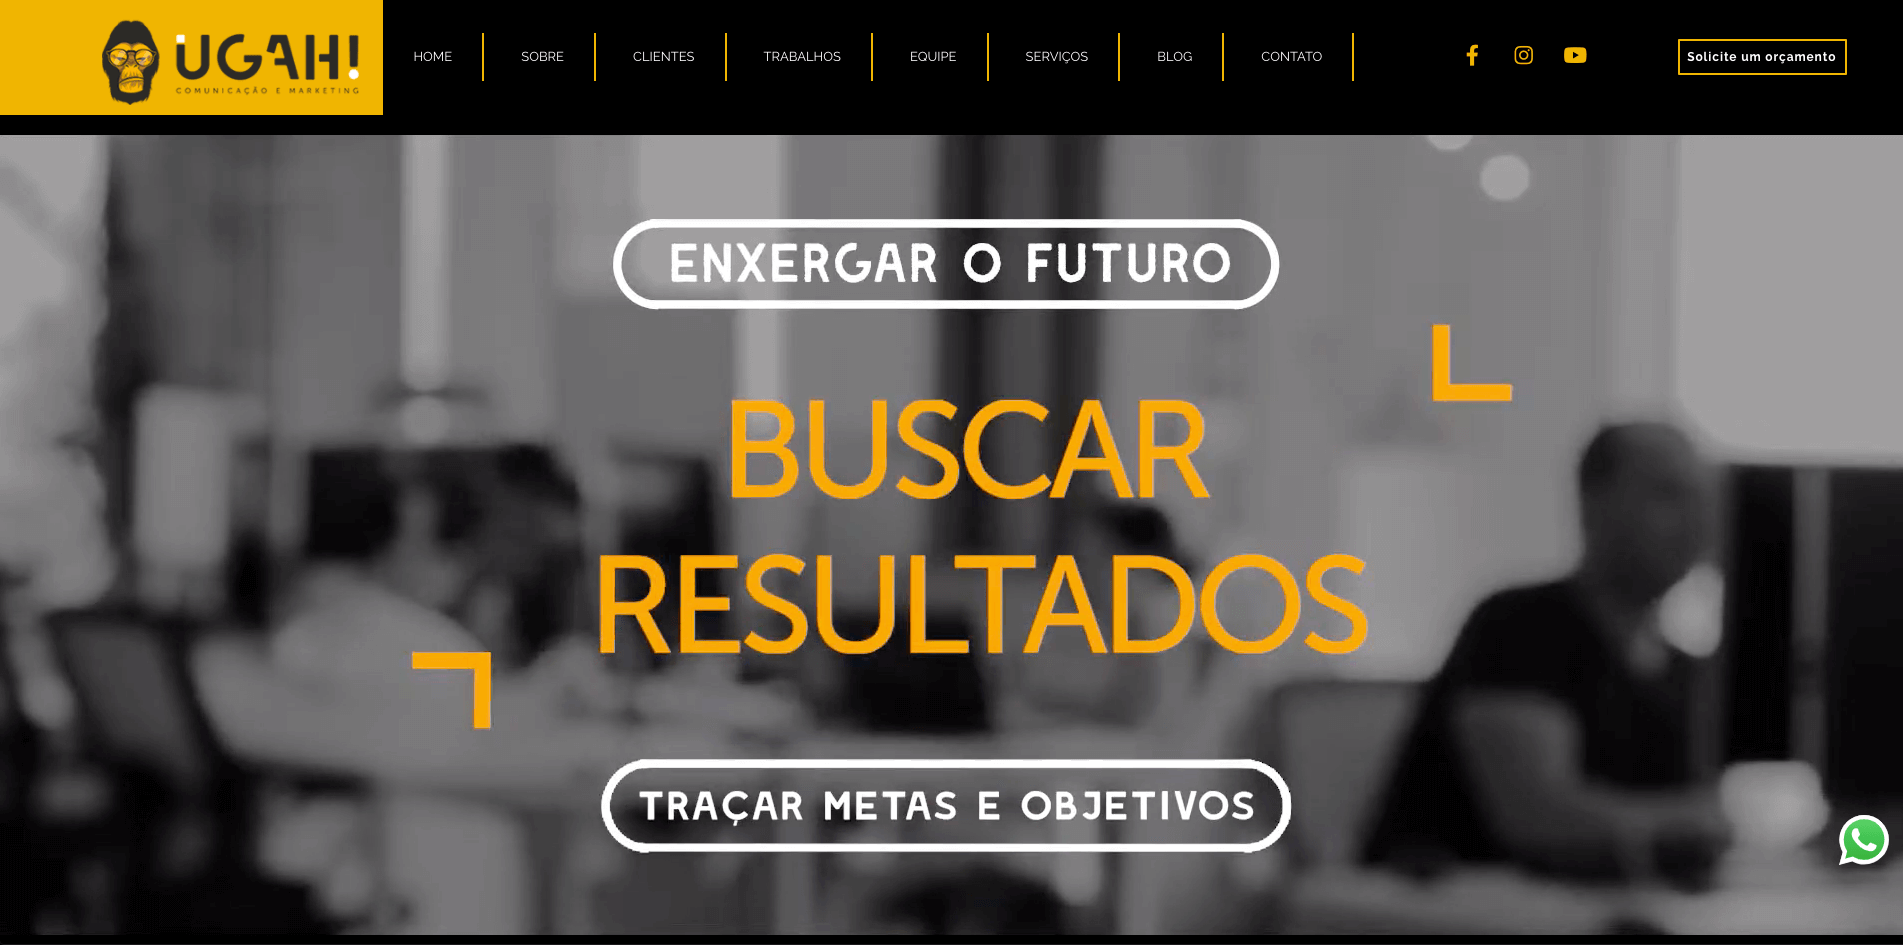 UGAH!
COMUNICAÇÃO E MARKETING
HOME
SOBRE
CLIENTES
TRABALHOS
EQUIPE
SERVIÇOS
BLOG
CONTATO
Solicite um orçamento
ENXERGAR O FUTURO
BUSCAR
RESULTADOS
TRAÇAR METAS E OBJETIVOS